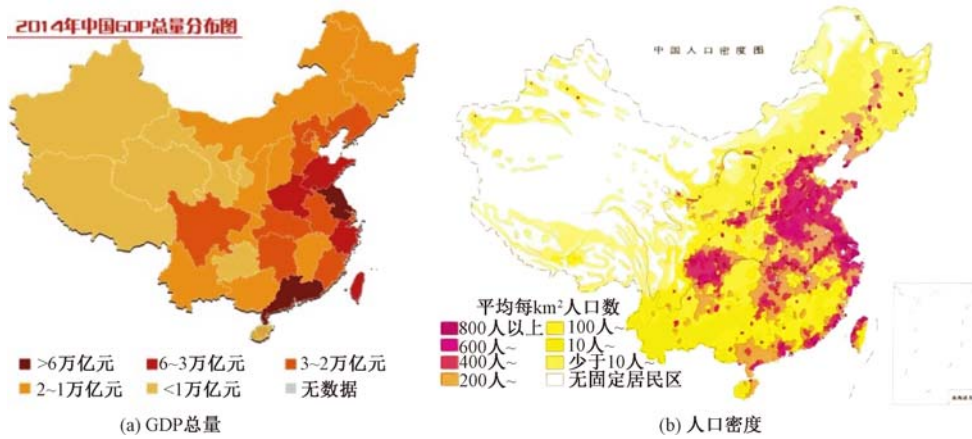 2014年中国GDP总量分布图
>6万亿元 6~3万亿元 3~2万亿元
2~1万亿元 <1万亿元 无数据
(a) GDP总量
中国人口密度图
平均每km²人口数
800人以上 100人~
600人~ 10人~
400人~ 少于10人~
200人~ 无固定居民区
(b) 人口密度